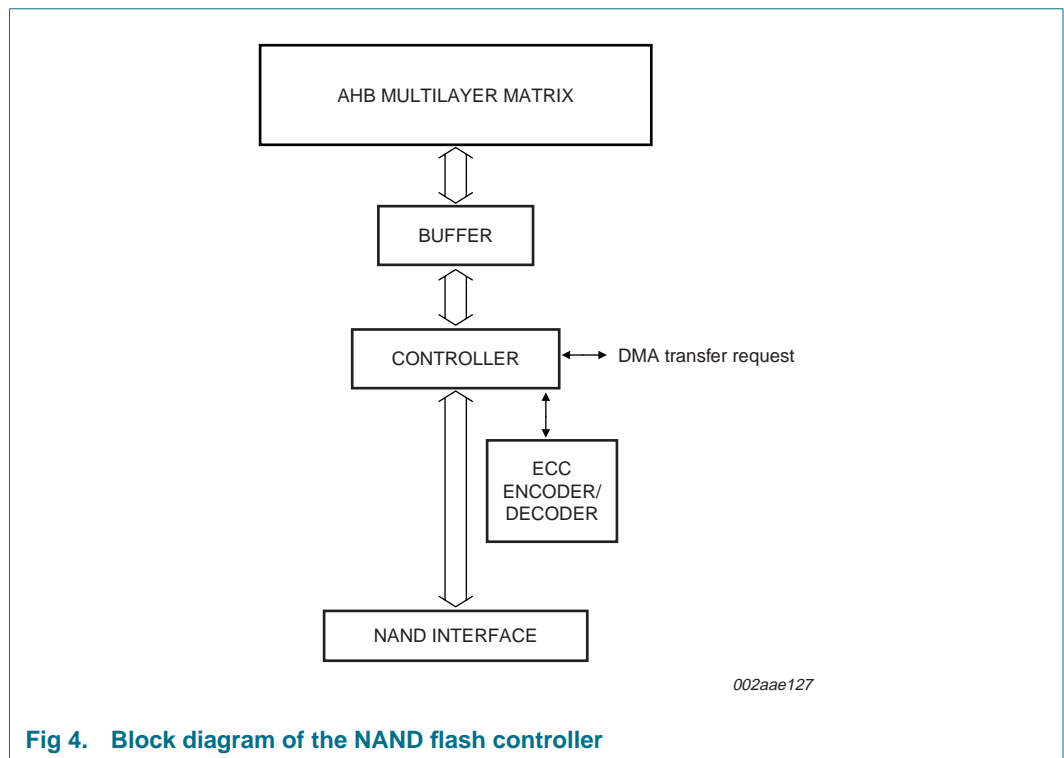 AHB MULTILAYER MATRIX
BUFFER
CONTROLLER
DMA transfer request
ECC
ENCODER/
DECODER
NAND INTERFACE
002aae127
Fig 4. Block diagram of the NAND flash controller